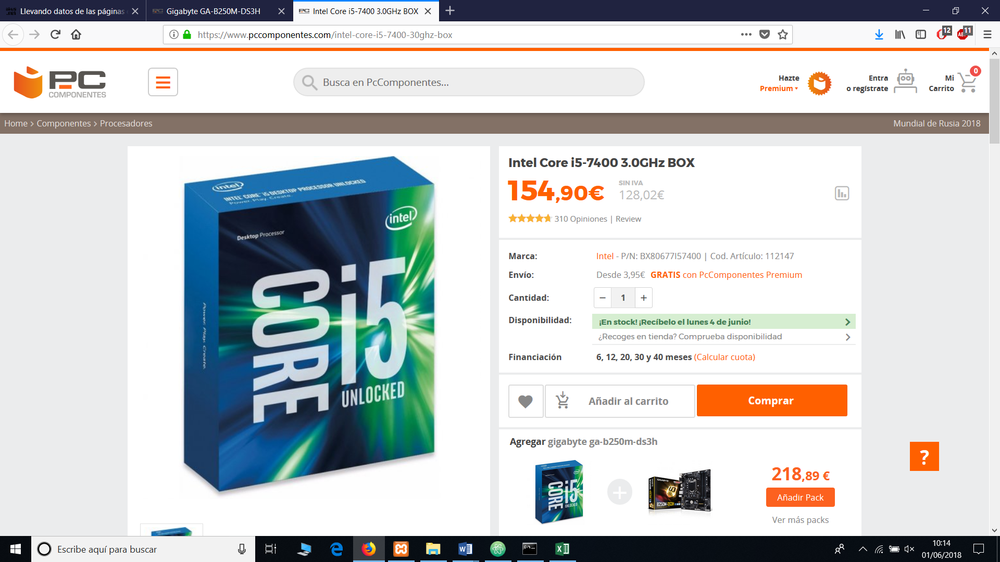 Llevando datos de las páginas
Gigabyte GA-B250M-DS3H
Intel Core i5-7400 3.0GHz BOX
https://www.pccomponentes.com/intel-core-i5-7400-30ghz-box
12
11
PC
COMPONENTES
Busca en PcComponentes...
Hazte
Premium
Entra
o regístrate
Mi
Carrito
0
Home > Componentes > Procesadores
Mundial de Rusia 2018
intel
INTEL CORE i5 DESKTOP PROCESSOR UNLOCKED
Power. Play. Create.
intel
Desktop Processor
CORE i5
UNLOCKED
Power. Play. Create.
Intel Core i5-7400 3.0GHz BOX
154,90€
SIN IVA
128,02€
310 Opiniones | Review
Marca: Intel - P/N: BX80677I57400 | Cod. Artículo: 112147
Envío: Desde 3,95€ GRATIS con PcComponentes Premium
Cantidad: − 1 +
Disponibilidad: ¡En stock! ¡Recíbelo el lunes 4 de junio!
¿Recoges en tienda? Comprueba disponibilidad
Financiación 6, 12, 20, 30 y 40 meses (Calcular cuota)
Añadir al carrito
Comprar
Agregar gigabyte ga-b250m-ds3h
CORE i5
GIGABYTE
B250M-DS3H
218,89 €
Añadir Pack
Ver más packs
?
Escribe aquí para buscar
10:14
01/06/2018